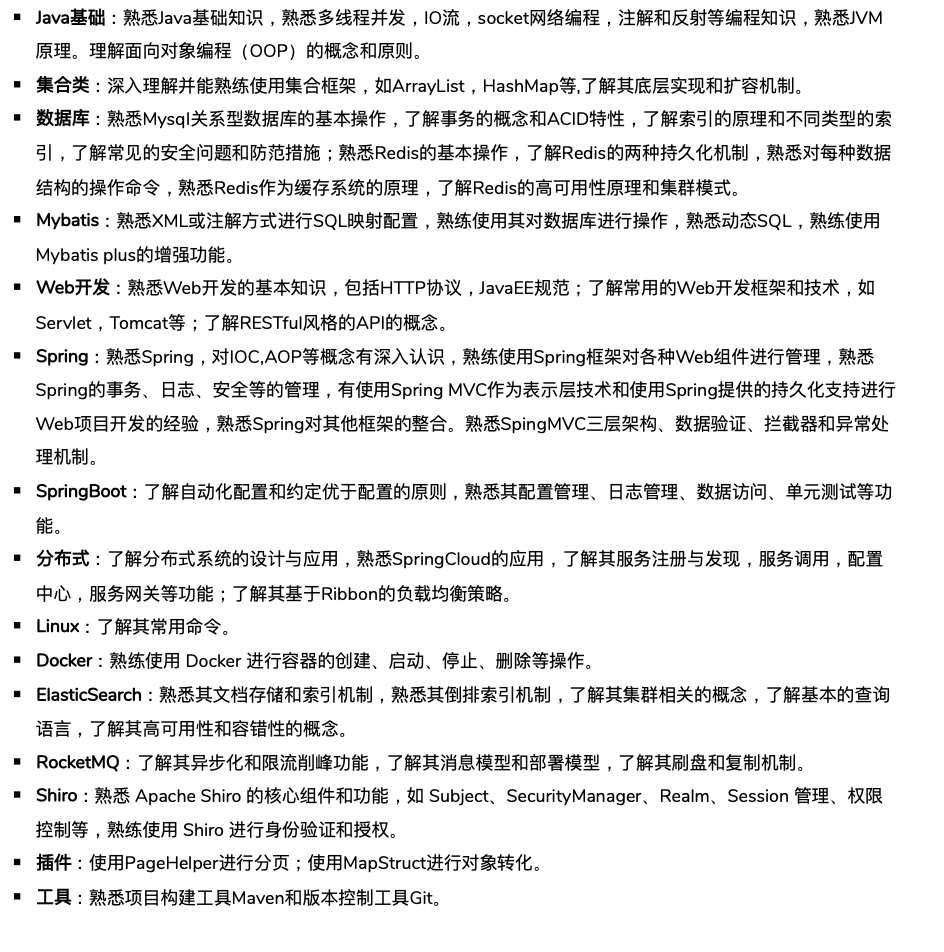 ▪ Java基础：熟悉Java基础知识，熟悉多线程并发，IO流，socket网络编程，注解和反射等编程知识，熟悉JVM
原理。理解面向对象编程（OOP）的概念和原则。
▪ 集合类：深入理解并能熟练使用集合框架，如ArrayList，HashMap等,了解其底层实现和扩容机制。
▪ 数据库：熟悉Mysql关系型数据库的基本操作，了解事务的概念和ACID特性，了解索引的原理和不同类型的索
引，了解常见的安全问题和防范措施；熟悉Redis的基本操作，了解Redis的两种持久化机制，熟悉对每种数据
结构的操作命令，熟悉Redis作为缓存系统的原理，了解Redis的高可用性原理和集群模式。
▪ Mybatis：熟悉XML或注解方式进行SQL映射配置，熟练使用其对数据库进行操作，熟悉动态SQL，熟练使用
Mybatis plus的增强功能。
▪ Web开发：熟悉Web开发的基本知识，包括HTTP协议，JavaEE规范；了解常用的Web开发框架和技术，如
Servlet，Tomcat等；了解RESTful风格的API的概念。
▪ Spring：熟悉Spring，对IOC,AOP等概念有深入认识，熟练使用Spring框架对各种Web组件进行管理，熟悉
Spring的事务、日志、安全等的管理，有使用Spring MVC作为表示层技术和使用Spring提供的持久化支持进行
Web项目开发的经验，熟悉Spring对其他框架的整合。熟悉SpingMVC三层架构、数据验证、拦截器和异常处
理机制。
▪ SpringBoot：了解自动化配置和约定优于配置的原则，熟悉其配置管理、日志管理、数据访问、单元测试等功
能。
▪ 分布式：了解分布式系统的设计与应用，熟悉SpringCloud的应用，了解其服务注册与发现，服务调用，配置
中心，服务网关等功能；了解其基于Ribbon的负载均衡策略。
▪ Linux：了解其常用命令。
▪ Docker：熟练使用 Docker 进行容器的创建、启动、停止、删除等操作。
▪ ElasticSearch：熟悉其文档存储和索引机制，熟悉其倒排索引机制，了解其集群相关的概念，了解基本的查询
语言，了解其高可用性和容错性的概念。
▪ RocketMQ：了解其异步化和限流削峰功能，了解其消息模型和部署模型，了解其刷盘和复制机制。
▪ Shiro：熟悉 Apache Shiro 的核心组件和功能，如 Subject、SecurityManager、Realm、Session 管理、权限
控制等，熟练使用 Shiro 进行身份验证和授权。
▪ 插件：使用PageHelper进行分页；使用MapStruct进行对象转化。
▪ 工具：熟悉项目构建工具Maven和版本控制工具Git。